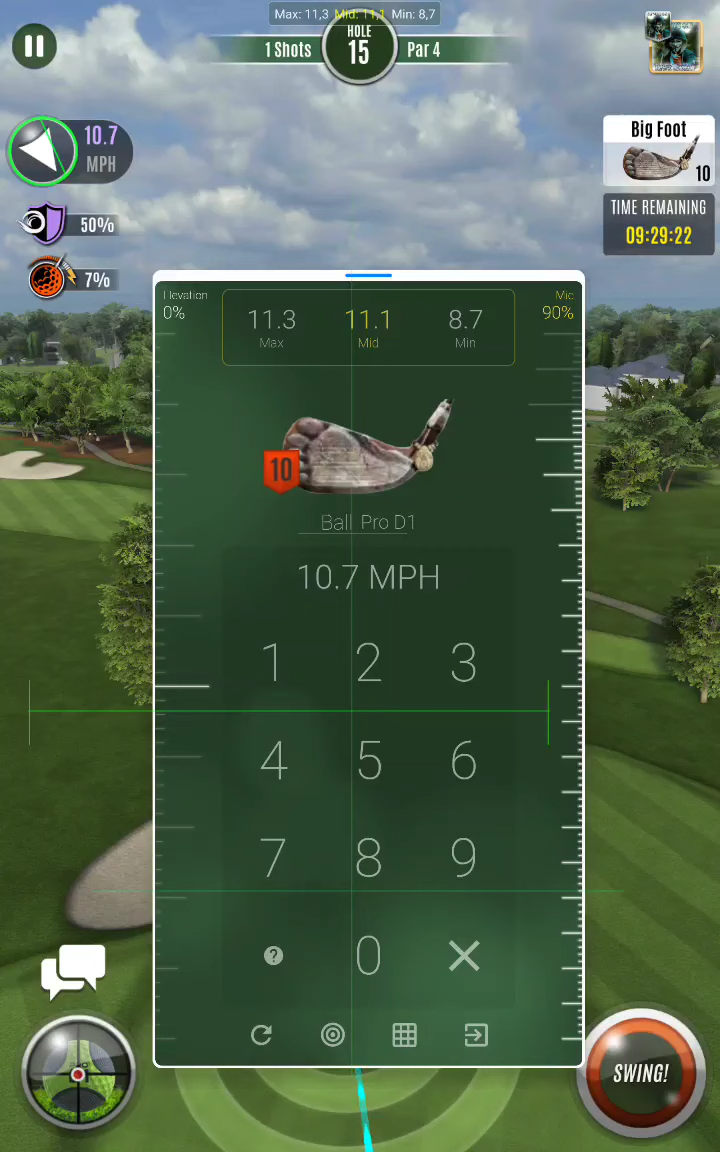 Max: 11,3 Mid: 11,1 Min: 8,7
HOLE
1 Shots 15 Par 4
10.7
MPH
Big Foot
10
50%
TIME REMAINING
09:29:22
7%
Elevation
0%
Mic
90%
11.3 11.1 8.7
Max Mid Min
10
Ball Pro D1
10.7 MPH
1 2 3
4 5 6
7 8 9
? 0
SWING!